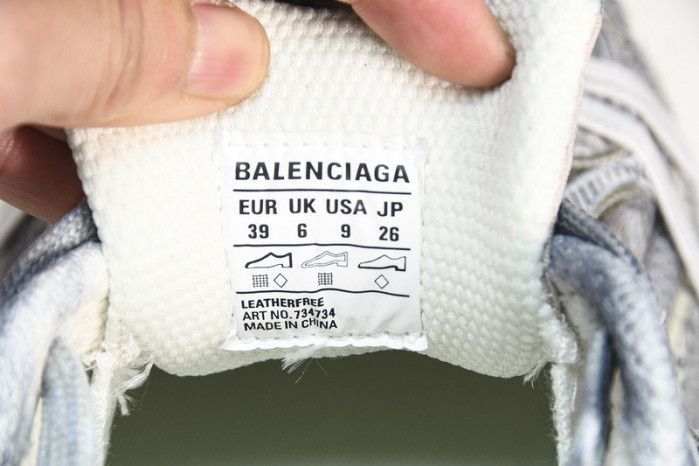 BALENCIAGA
EUR UK USA JP
39 6 9 26
LEATHERFREE
ART NO. 734734
MADE IN CHINA